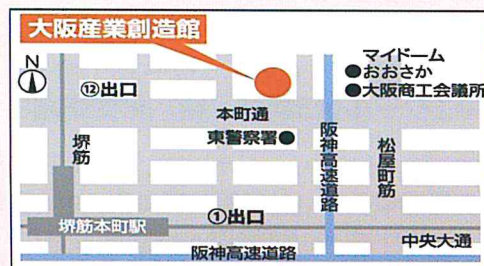 大阪産業創造館
N
⑫出口
マイドーム
おおさか
大阪商工会議所
本町通
東警察署
堺筋
阪神高速道路
松屋町筋
①出口
堺筋本町駅
中央大通
阪神高速道路